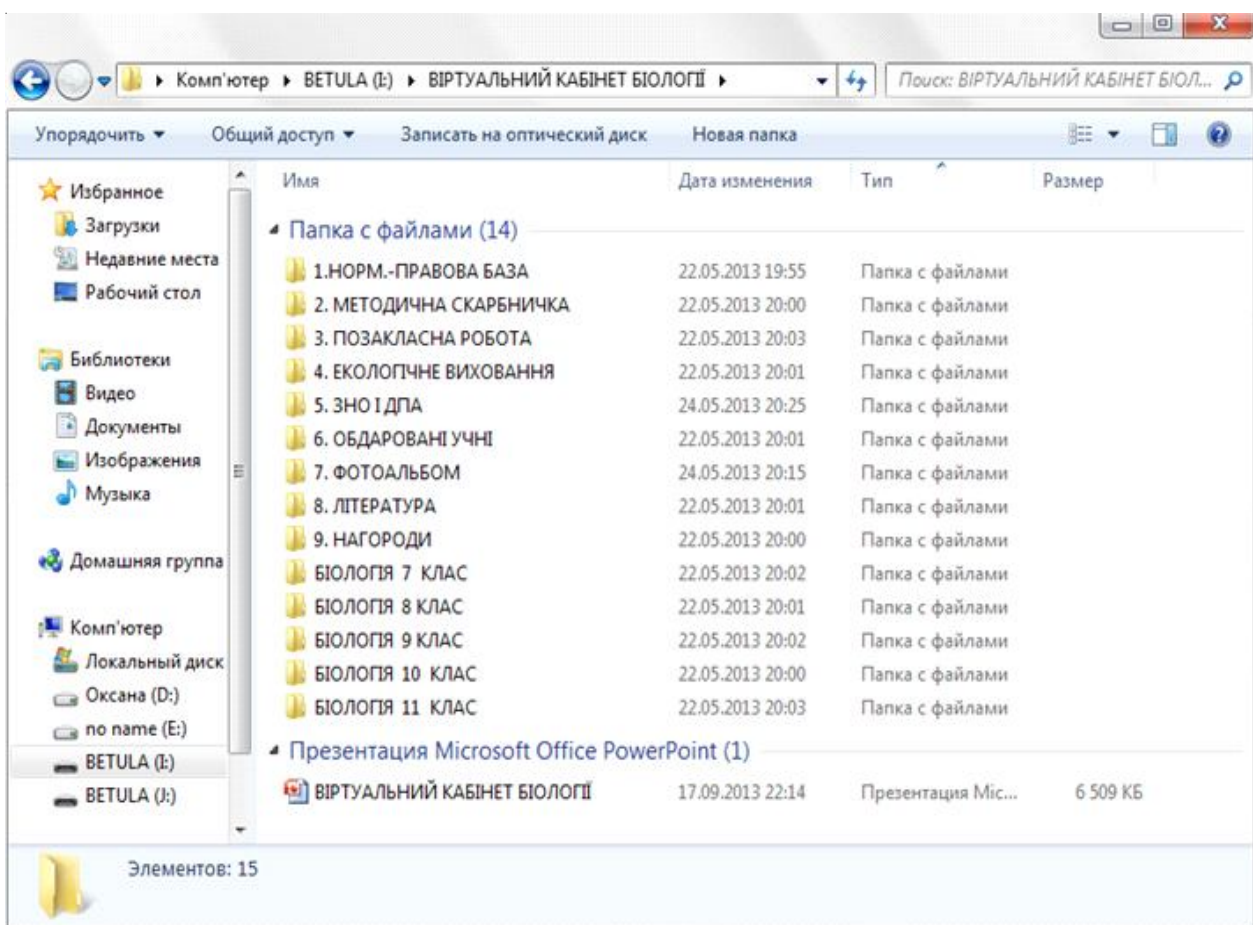 Комп'ютер ▸ BETULA (I:) ▸ ВІРТУАЛЬНИЙ КАБІНЕТ БІОЛОГІЇ ▸ Поиск: ВІРТУАЛЬНИЙ КАБІНЕТ БІОЛ...
Упорядочить Общий доступ Записать на оптический диск Новая папка
Избранное
Загрузки
Недавние места
Рабочий стол
Библиотеки
Видео
Документы
Изображения
Музыка
Домашняя группа
Комп'ютер
Локальный диск
Оксана (D:)
no name (E:)
BETULA (I:)
BETULA (J:)
Имя Дата изменения Тип Размер
Папка с файлами (14)
1.НОРМ.-ПРАВОВА БАЗА 22.05.2013 19:55 Папка с файлами
2. МЕТОДИЧНА СКАРБНИЧКА 22.05.2013 20:00 Папка с файлами
3. ПОЗАКЛАСНА РОБОТА 22.05.2013 20:03 Папка с файлами
4. ЕКОЛОГІЧНЕ ВИХОВАННЯ 22.05.2013 20:01 Папка с файлами
5. ЗНО І ДПА 24.05.2013 20:25 Папка с файлами
6. ОБДАРОВАНІ УЧНІ 22.05.2013 20:01 Папка с файлами
7. ФОТОАЛЬБОМ 24.05.2013 20:15 Папка с файлами
8. ЛІТЕРАТУРА 22.05.2013 20:01 Папка с файлами
9. НАГОРОДИ 22.05.2013 20:00 Папка с файлами
БІОЛОГІЯ 7 КЛАС 22.05.2013 20:02 Папка с файлами
БІОЛОГІЯ 8 КЛАС 22.05.2013 20:01 Папка с файлами
БІОЛОГІЯ 9 КЛАС 22.05.2013 20:02 Папка с файлами
БІОЛОГІЯ 10 КЛАС 22.05.2013 20:00 Папка с файлами
БІОЛОГІЯ 11 КЛАС 22.05.2013 20:03 Папка с файлами
Презентация Microsoft Office PowerPoint (1)
ВІРТУАЛЬНИЙ КАБІНЕТ БІОЛОГІЇ 17.09.2013 22:14 Презентация Mic... 6 509 КБ
Элементов: 15